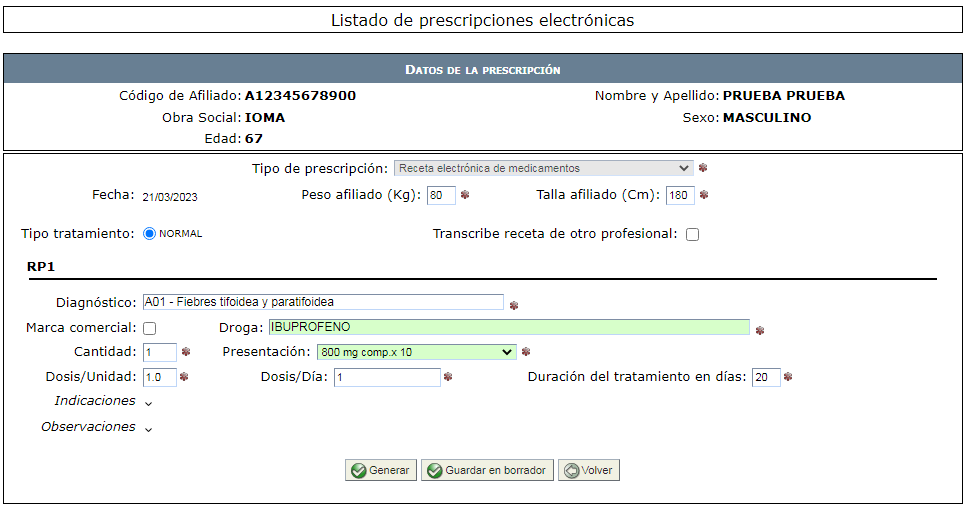 Listado de prescripciones electrónicas
DATOS DE LA PRESCRIPCIÓN
Código de Afiliado: A12345678900 Nombre y Apellido: PRUEBA PRUEBA
Obra Social: IOMA Sexo: MASCULINO
Edad: 67
Tipo de prescripción: Receta electrónica de medicamentos
Fecha: 21/03/2023 Peso afiliado (Kg): 80 Talla afiliado (Cm): 180
Tipo tratamiento: NORMAL Transcribe receta de otro profesional:
RP1
Diagnóstico: A01 - Fiebres tifoidea y paratifoidea
Marca comercial: Droga: IBUPROFENO
Cantidad: 1 Presentación: 800 mg comp.x 10
Dosis/Unidad: 1.0 Dosis/Día: 1 Duración del tratamiento en días: 20
Indicaciones
Observaciones
Generar Guardar en borrador Volver